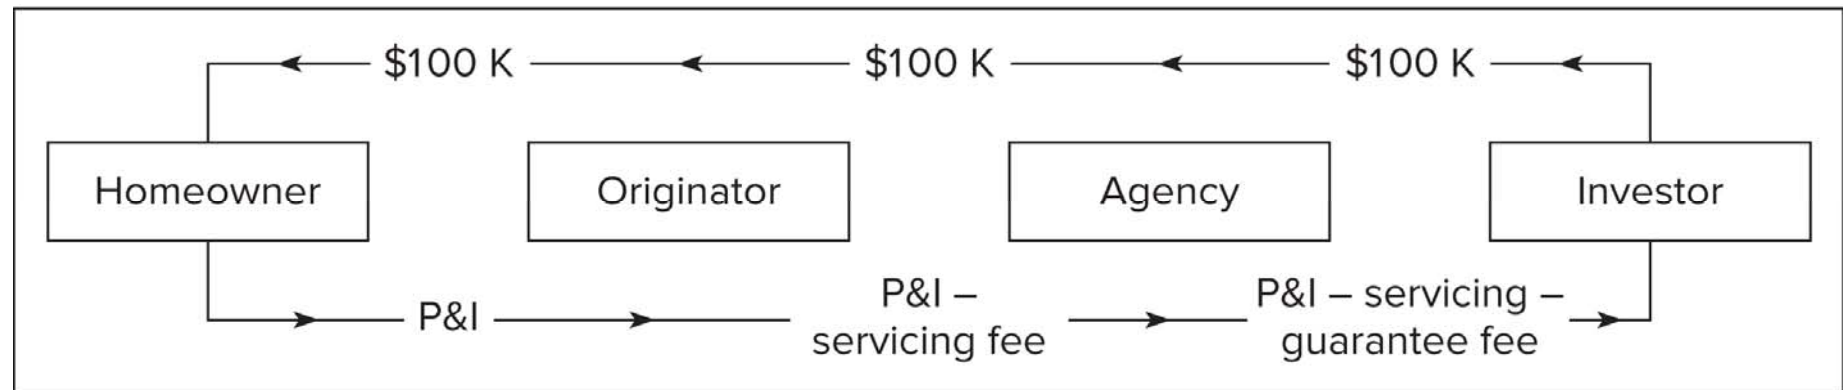 $100 K $100 K $100 K
Homeowner Originator Agency Investor
P&I
P&I –
servicing fee
P&I – servicing –
guarantee fee